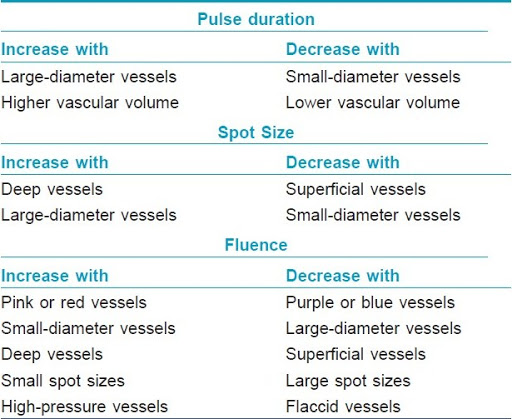 Pulse duration
Increase with Decrease with
Large-diameter vessels Small-diameter vessels
Higher vascular volume Lower vascular volume
Spot Size
Increase with Decrease with
Deep vessels Superficial vessels
Large-diameter vessels Small-diameter vessels
Fluence
Increase with Decrease with
Pink or red vessels Purple or blue vessels
Small-diameter vessels Large-diameter vessels
Deep vessels Superficial vessels
Small spot sizes Large spot sizes
High-pressure vessels Flaccid vessels